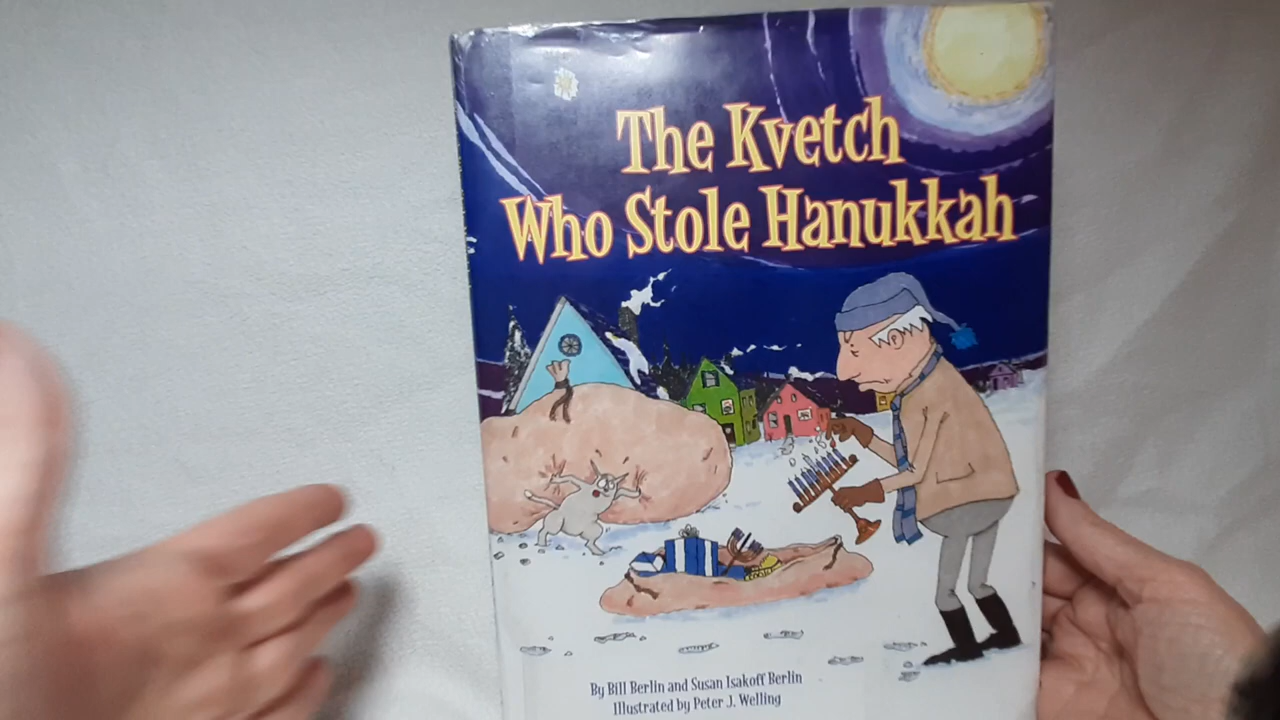 The Kvetch
Who Stole Hanukkah
By Bill Berlin and Susan Isakoff Berlin
Illustrated by Peter J. Welling